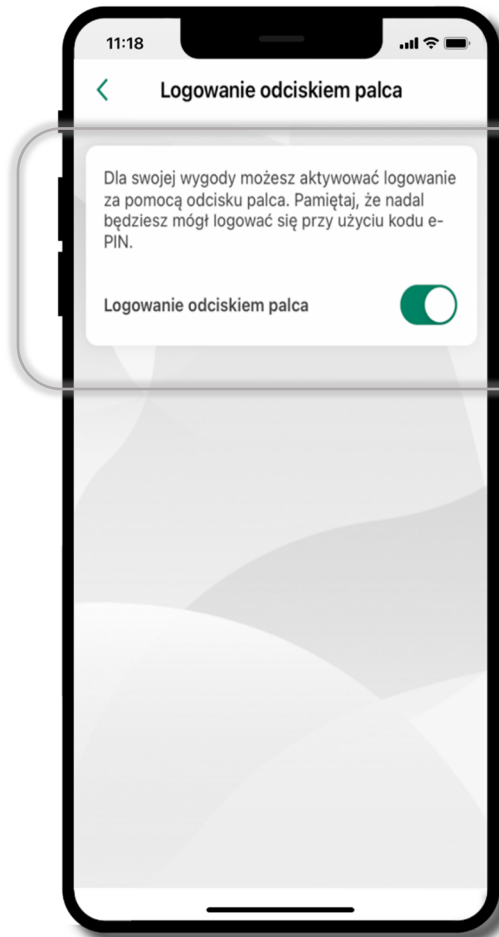 11:18
Logowanie odciskiem palca
Dla swojej wygody możesz aktywować logowanie
za pomocą odcisku palca. Pamiętaj, że nadal
będziesz mógł logować się przy użyciu kodu e-
PIN.
Logowanie odciskiem palca